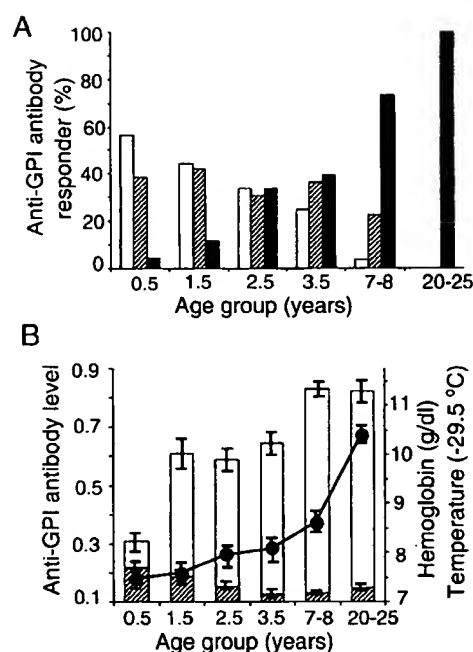 A
Anti-GPI antibody
responder (%)
100
80
60
40
20
0
0.5 1.5 2.5 3.5 7-8 20-25
Age group (years)
B
Anti-GPI antibody level
0.9
0.7
0.5
0.3
0.1
11
10
9
8
7
Hemoglobin (g/dl)
Temperature (-29.5 °C)
0.5 1.5 2.5 3.5 7-8 20-25
Age group (years)